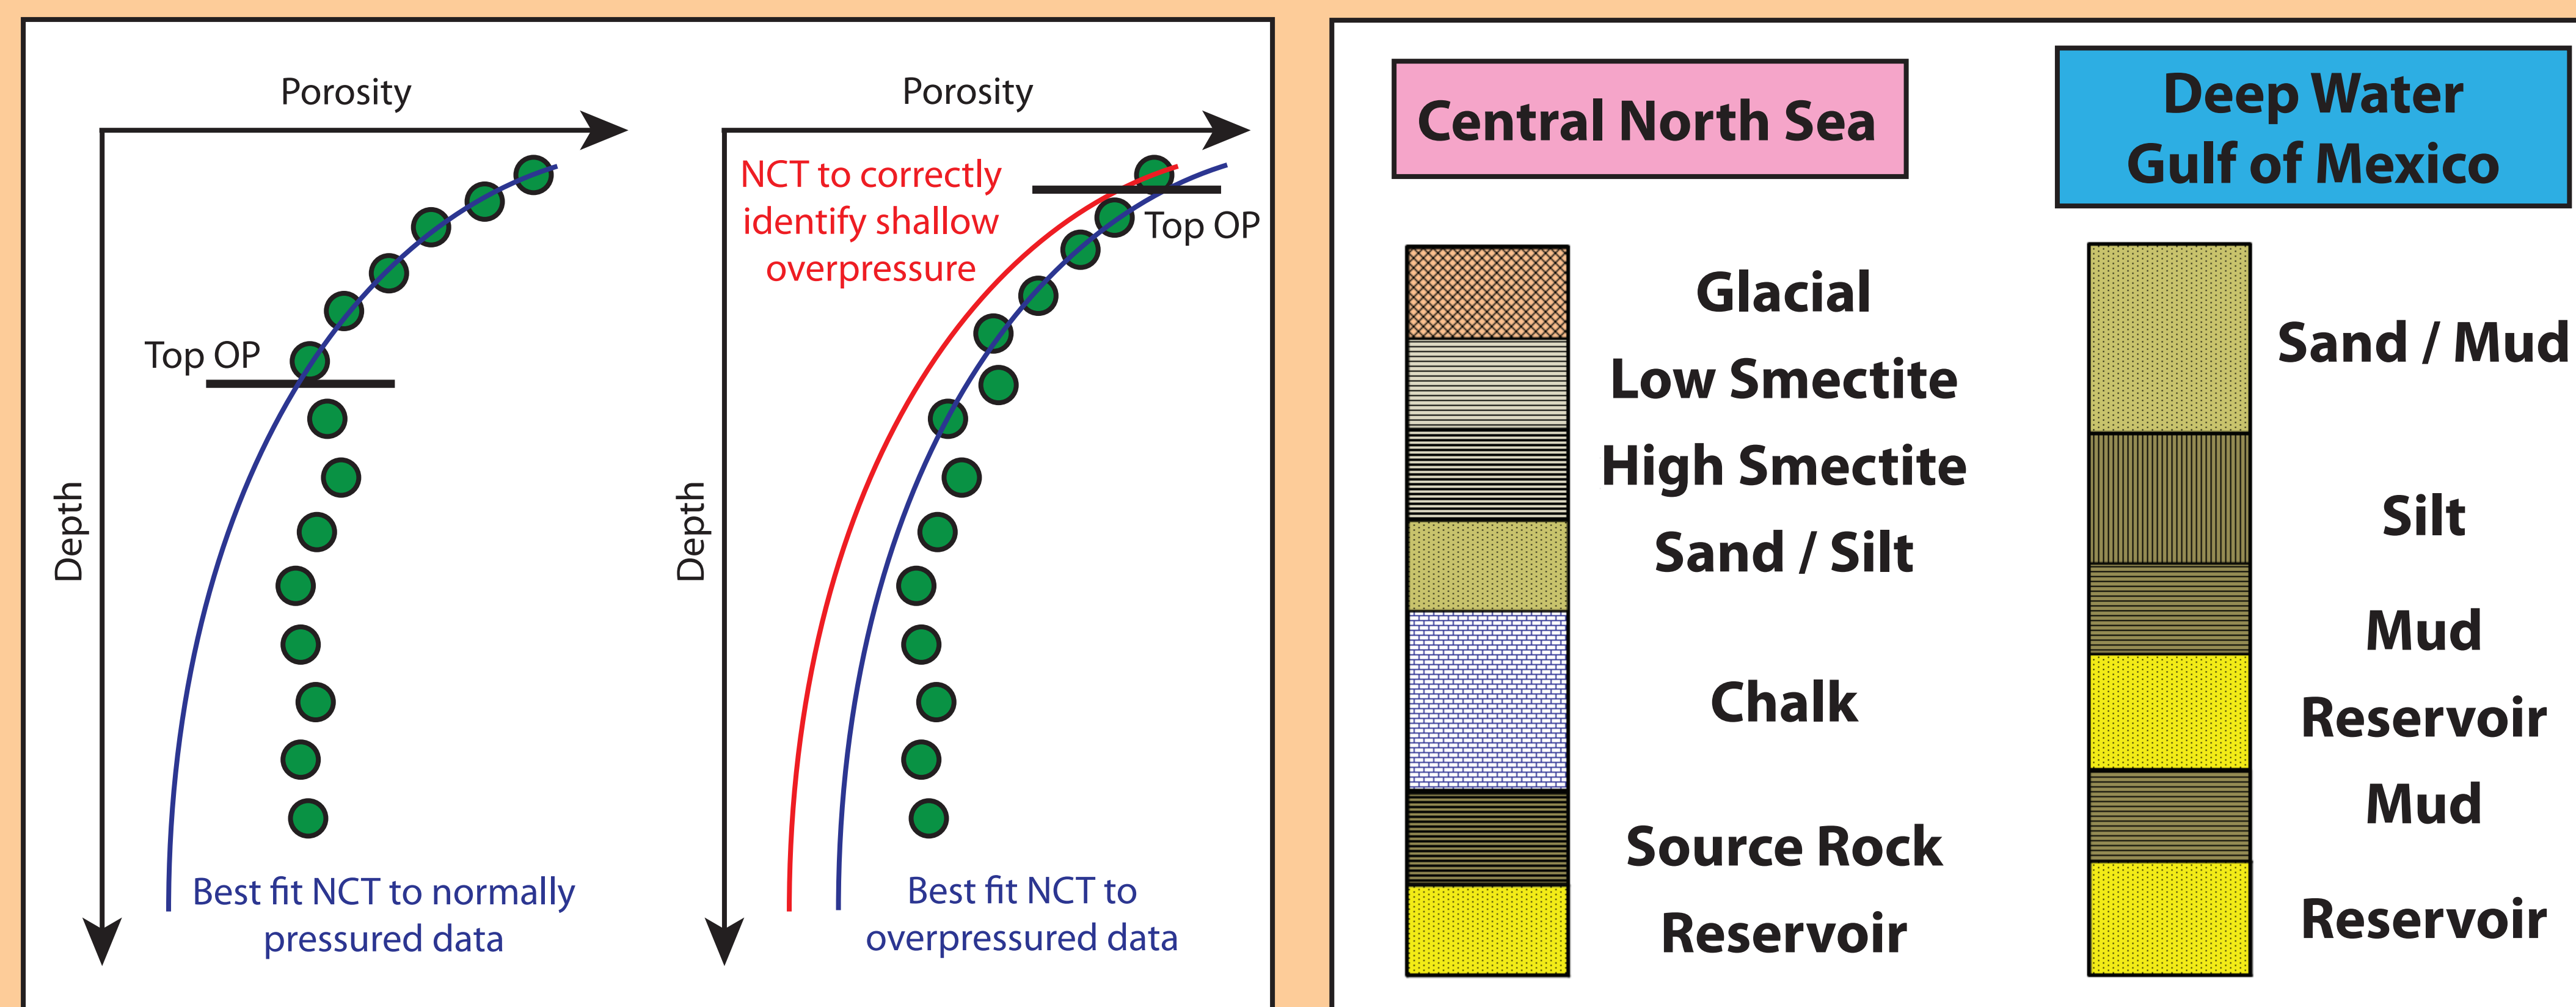 Porosity
Top OP
Depth
Best fit NCT to normally
pressured data
Porosity
NCT to correctly
identify shallow
overpressure
Top OP
Depth
Best fit NCT to
overpressured data
Central North Sea
Glacial
Low Smectite
High Smectite
Sand / Silt
Chalk
Source Rock
Reservoir
Deep Water
Gulf of Mexico
Sand / Mud
Silt
Mud
Reservoir
Mud
Reservoir